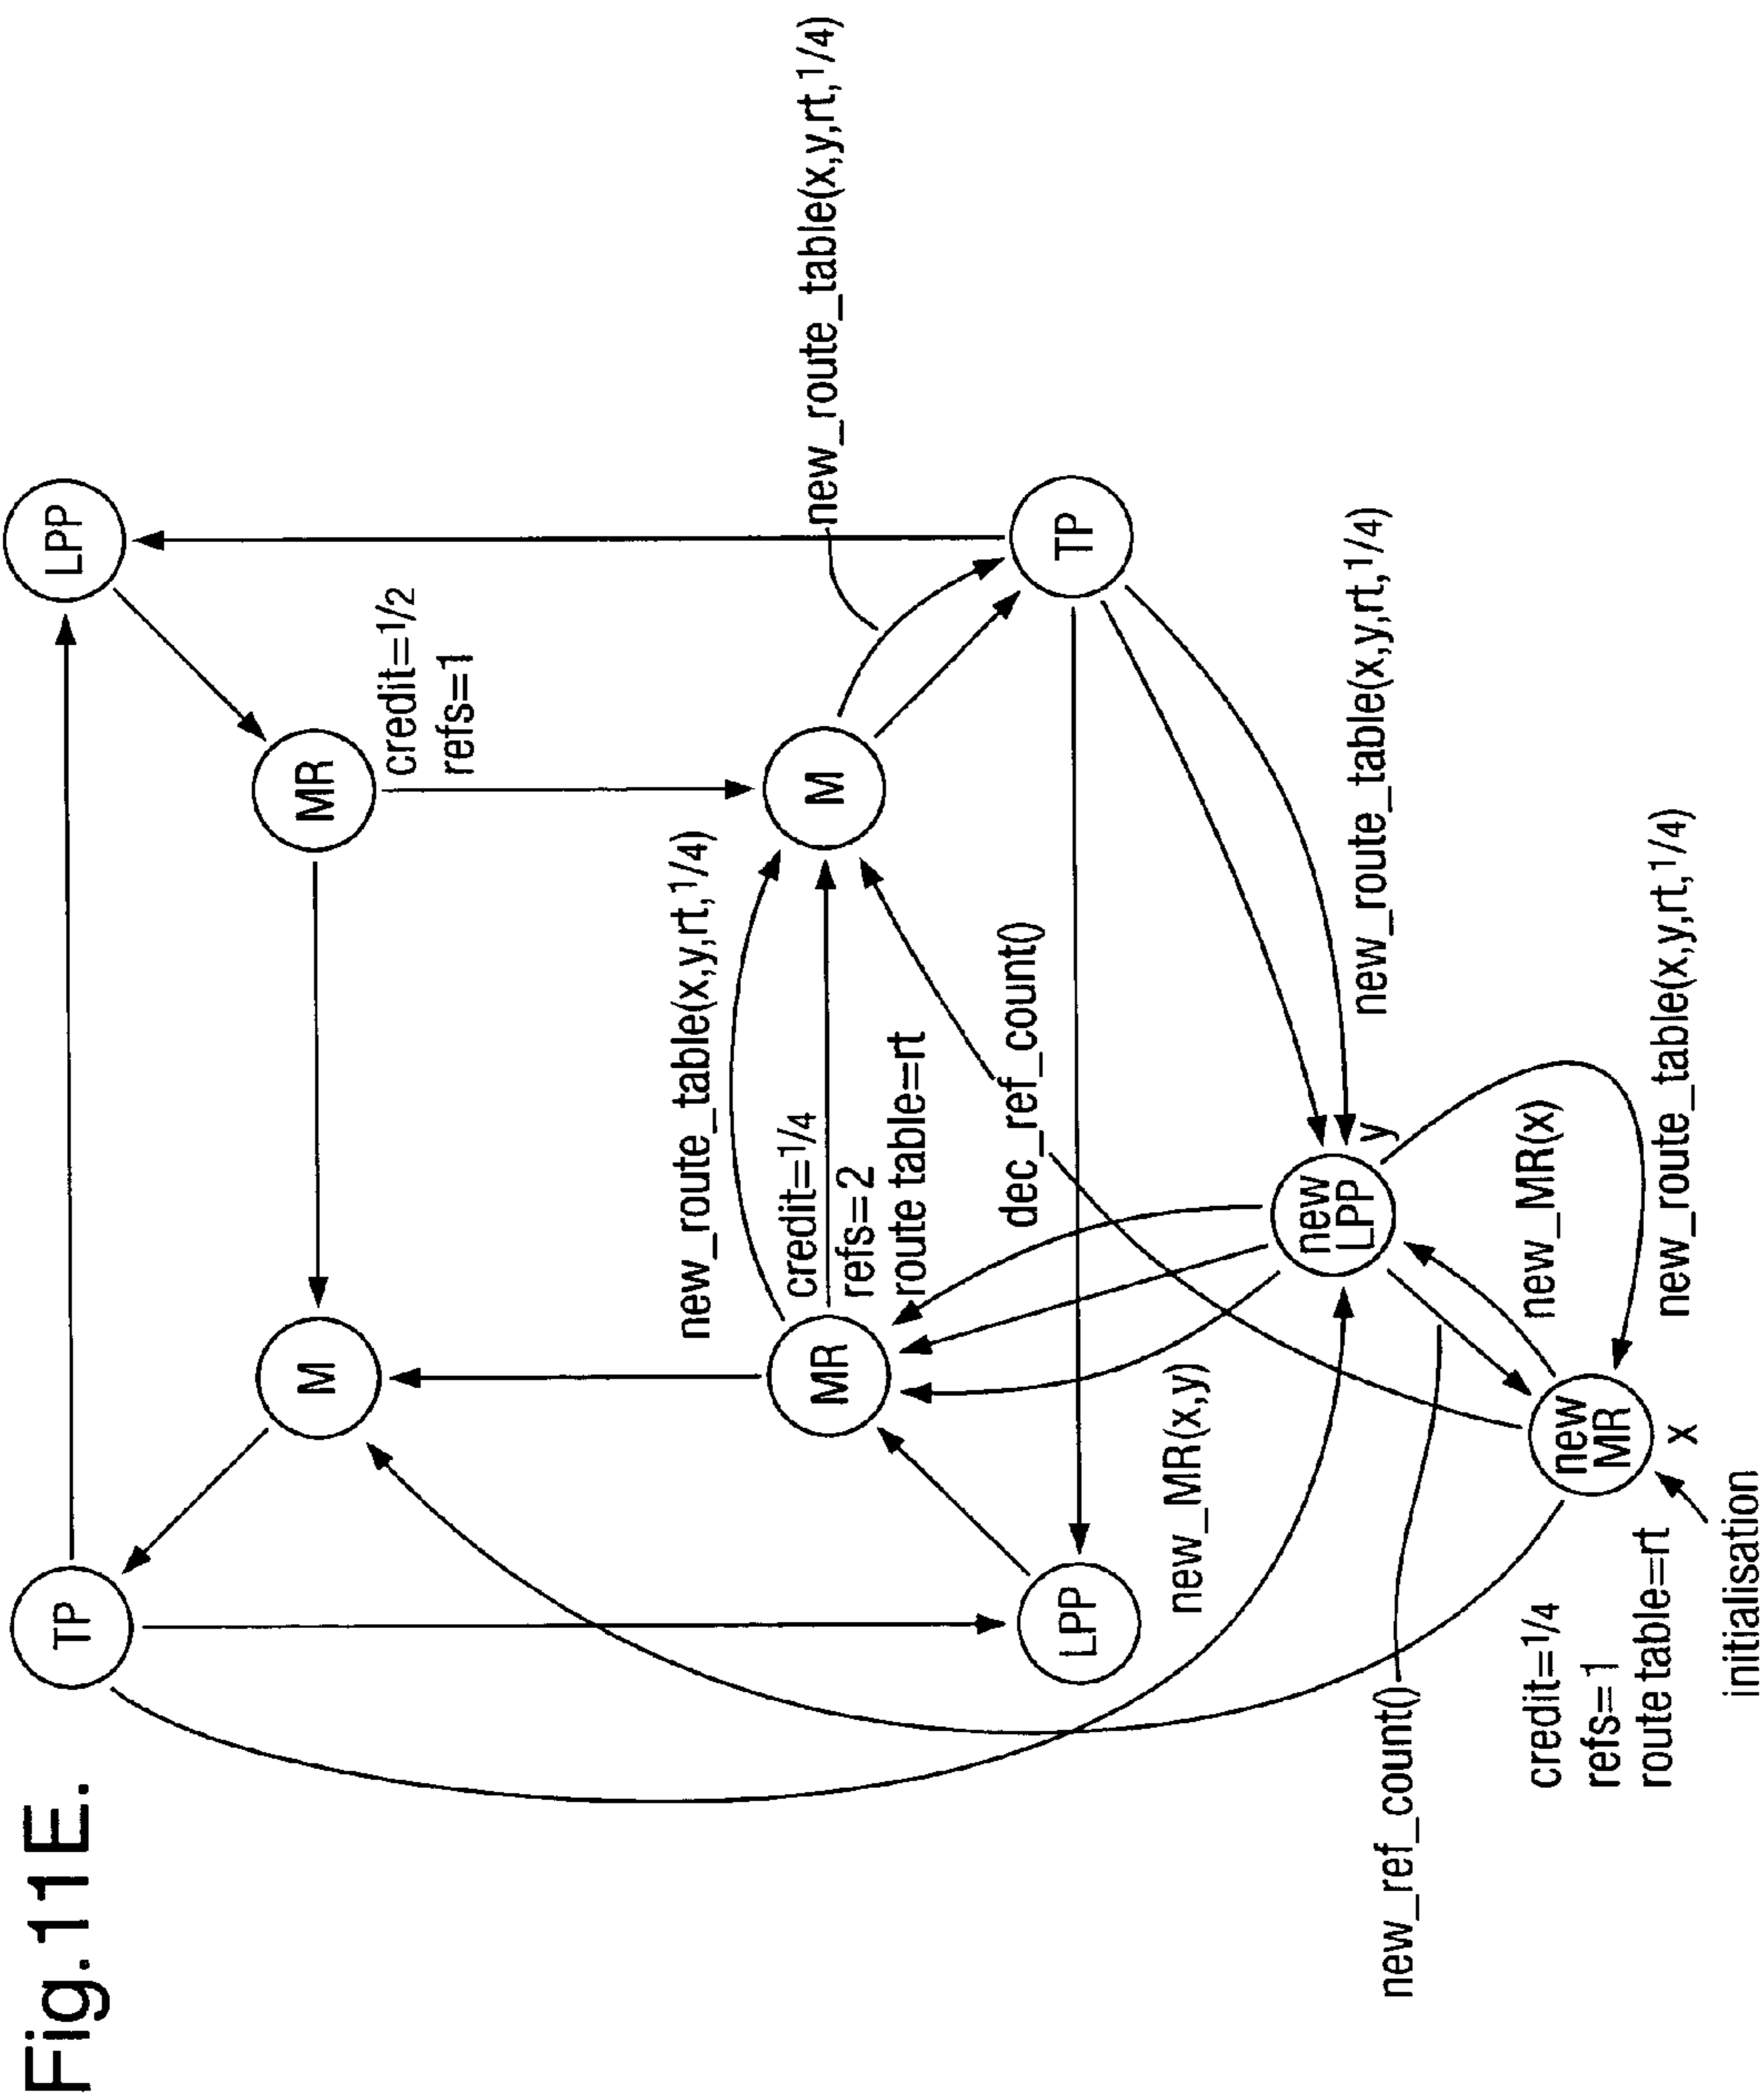 Fig.11E.
TP
LPP
M
MR
credit=1/2
refs=1
new_route_table(x,y,rt,1/4)
new_route_table(x,y,rt,1/4)
MR
credit=1/4
refs=2
route table=rt
M
dec_ref_count()
LPP
TP
new_MR(x,y)
new
LPP
y
new_route_table(x,y,rt,1/4)
new_ref_count()
new_MR(x)
credit=1/4
refs=1
route table=rt
new
MR
x
new_route_table(x,y,rt,1/4)
initialisation